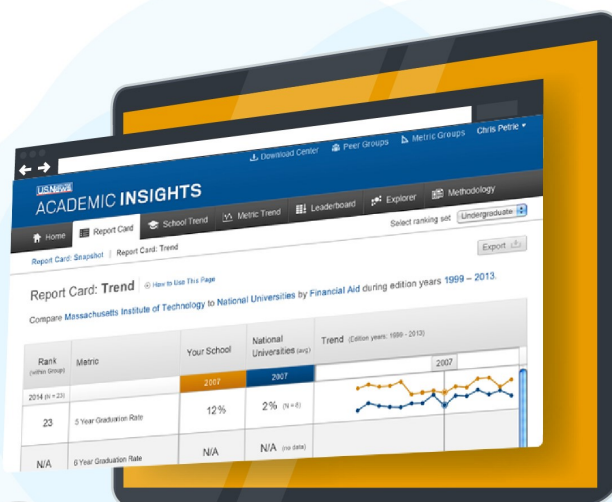 Download Center Peer Groups Metric Groups Chris Petrie
US News
ACADEMIC INSIGHTS
Home Report Card School Trend Metric Trend Leaderboard Explorer Methodology
Report Card: Snapshot | Report Card: Trend Select ranking set Undergraduate
Export
Report Card: Trend How to Use This Page
Compare Massachusetts Institute of Technology to National Universities by Financial Aid during edition years 1999 – 2013.
Rank (within Group) Metric Your School National Universities (avg) Trend (Edition years: 1999 - 2013)
2007 2007 2007
2014 (N = 23)
23 5 Year Graduation Rate 12% 2% (N = 6)
N/A 6 Year Graduation Rate N/A N/A (no data)